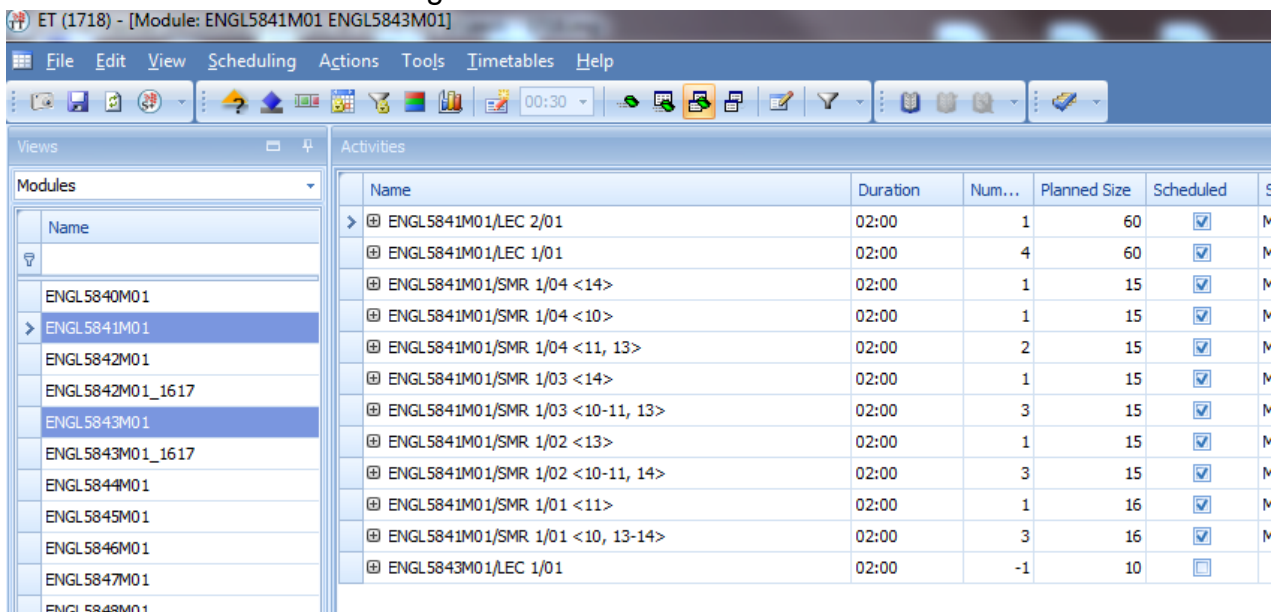 ET (1718) - [Module: ENGL5841M01 ENGL5843M01]
File Edit View Scheduling Actions Tools Timetables Help
00:30
Views Activities
Modules
Name
ENGL5840M01
ENGL5841M01
ENGL5842M01
ENGL5842M01_1617
ENGL5843M01
ENGL5843M01_1617
ENGL5844M01
ENGL5845M01
ENGL5846M01
ENGL5847M01
ENGL5848M01
Name Duration Num... Planned Size Scheduled
ENGL5841M01/LEC 2/01 02:00 1 60
ENGL5841M01/LEC 1/01 02:00 4 60
ENGL5841M01/SMR 1/04 <14> 02:00 1 15
ENGL5841M01/SMR 1/04 <10> 02:00 1 15
ENGL5841M01/SMR 1/04 <11, 13> 02:00 2 15
ENGL5841M01/SMR 1/03 <14> 02:00 1 15
ENGL5841M01/SMR 1/03 <10-11, 13> 02:00 3 15
ENGL5841M01/SMR 1/02 <13> 02:00 1 15
ENGL5841M01/SMR 1/02 <10-11, 14> 02:00 3 15
ENGL5841M01/SMR 1/01 <11> 02:00 1 16
ENGL5841M01/SMR 1/01 <10, 13-14> 02:00 3 16
ENGL5843M01/LEC 1/01 02:00 -1 10